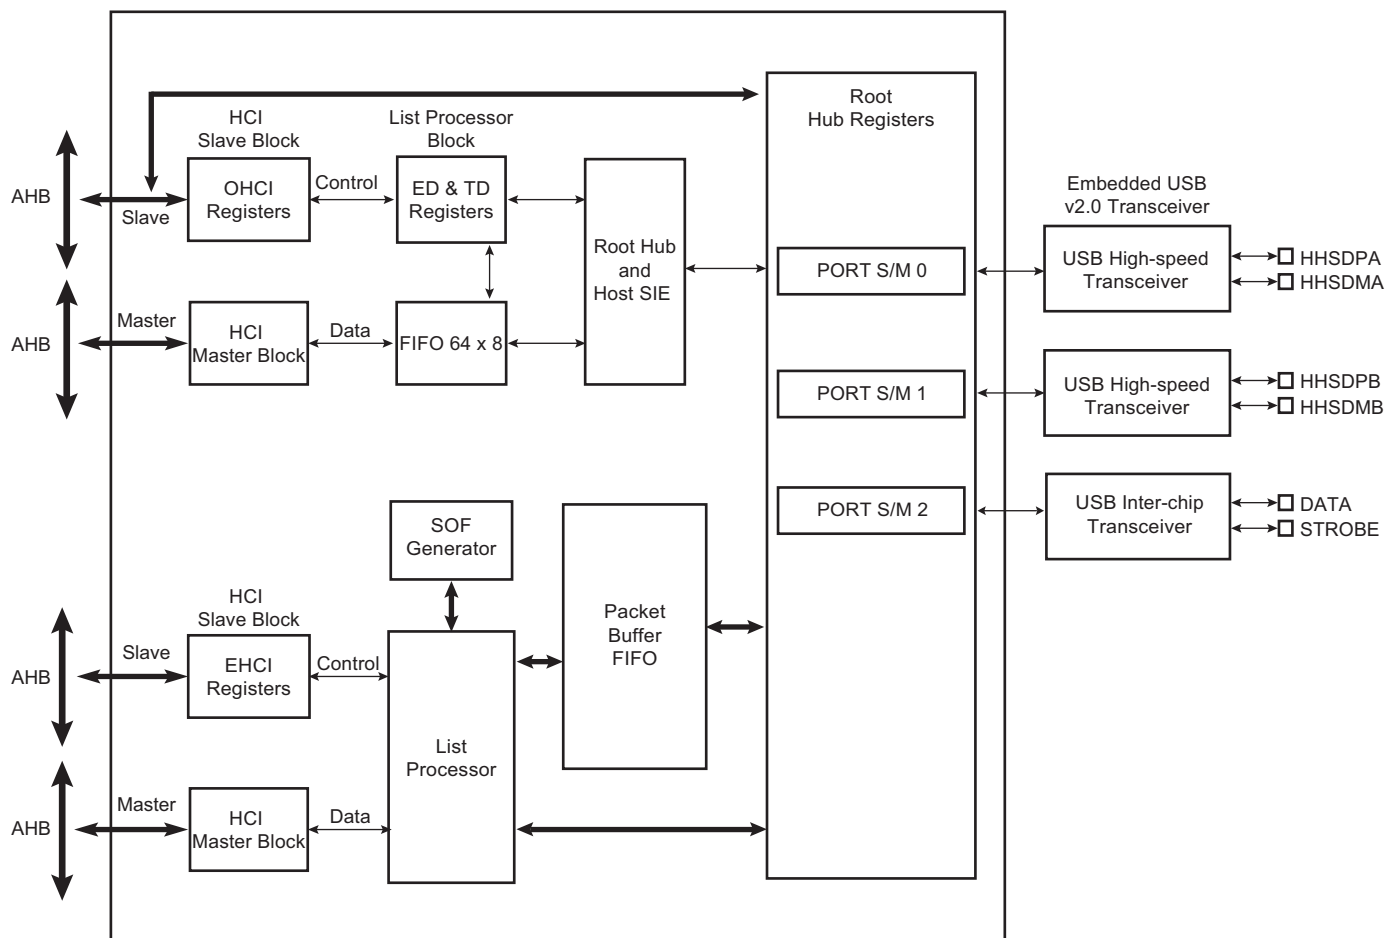 Root
Hub Registers
HCI
Slave Block
List Processor
Block
AHB
Slave
OHCI
Registers
Control
ED & TD
Registers
Root Hub
and
Host SIE
Embedded USB
v2.0 Transceiver
PORT S/M 0
USB High-speed
Transceiver
HHSDPA
HHSDMA
AHB
Master
HCI
Master Block
Data
FIFO 64 x 8
PORT S/M 1
USB High-speed
Transceiver
HHSDPB
HHSDMB
PORT S/M 2
USB Inter-chip
Transceiver
DATA
STROBE
SOF
Generator
HCI
Slave Block
AHB
Slave
EHCI
Registers
Control
Packet
Buffer
FIFO
List
Processor
AHB
Master
HCI
Master Block
Data